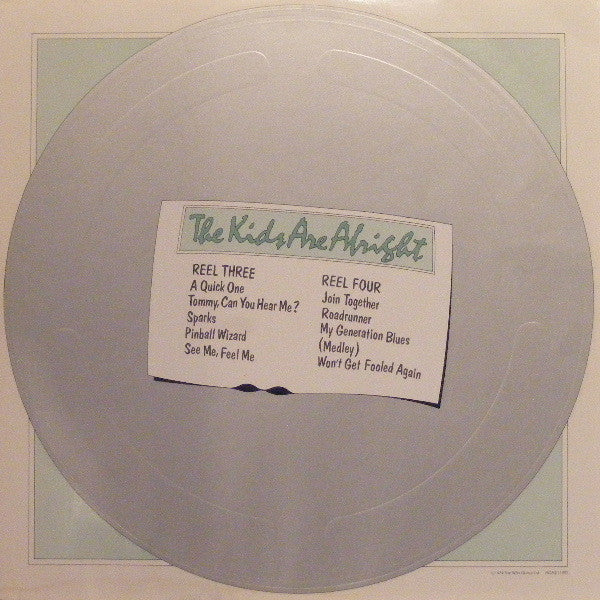 The Kids Are Alright
REEL THREE
A Quick One
Tommy, Can You Hear Me?
Sparks
Pinball Wizard
See Me, Feel Me
REEL FOUR
Join Together
Roadrunner
My Generation Blues
(Medley)
Won't Get Fooled Again